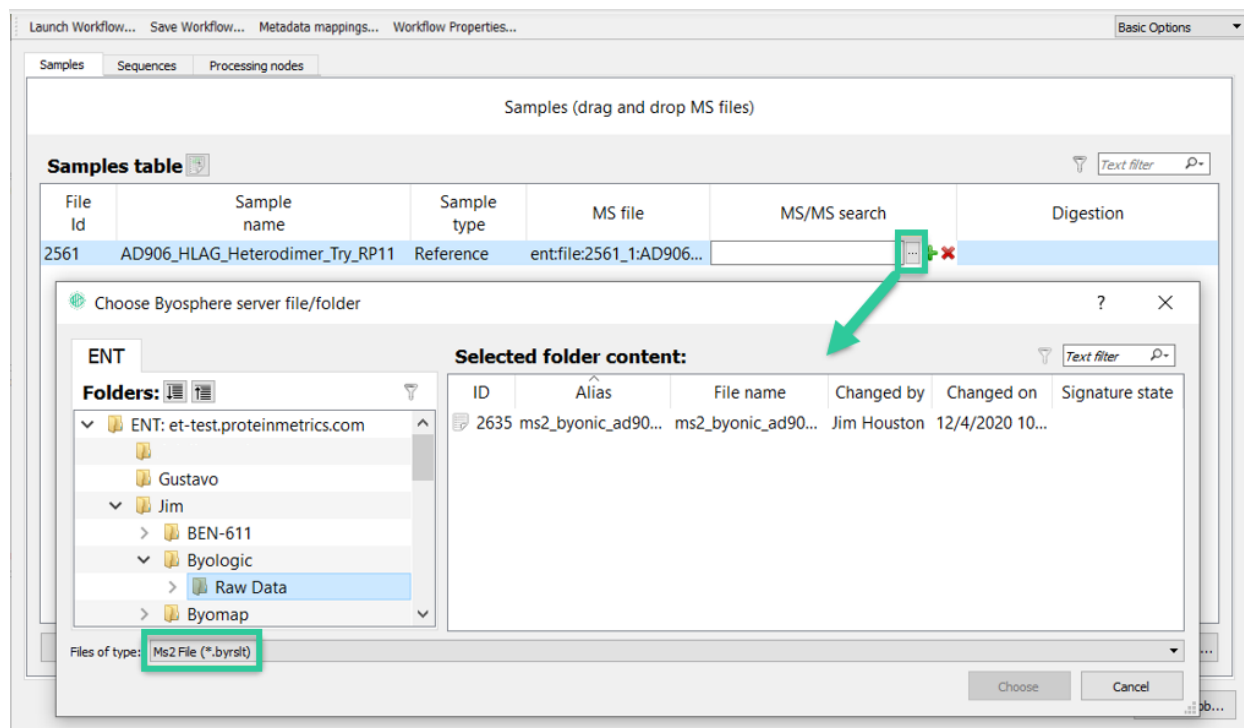 Launch Workflow... Save Workflow... Metadata mappings... Workflow Properties... Basic Options
Samples Sequences Processing nodes
Samples (drag and drop MS files)
Samples table Text filter
File Id Sample name Sample type MS file MS/MS search Digestion
2561 AD906_HLAG_Heterodimer_Try_RP11 Reference ent:file:2561_1:AD906... ...
Choose Byosphere server file/folder ?
ENT
Selected folder content: Text filter
Folders:
ID Alias File name Changed by Changed on Signature state
2635 ms2_byonic_ad90... ms2_byonic_ad90... Jim Houston 12/4/2020 10...
ENT: et-test.proteinmetrics.com
Gustavo
Jim
BEN-611
Byologic
Raw Data
Byomap
Files of type: Ms2 File (*.byrslt)
...
Choose Cancel